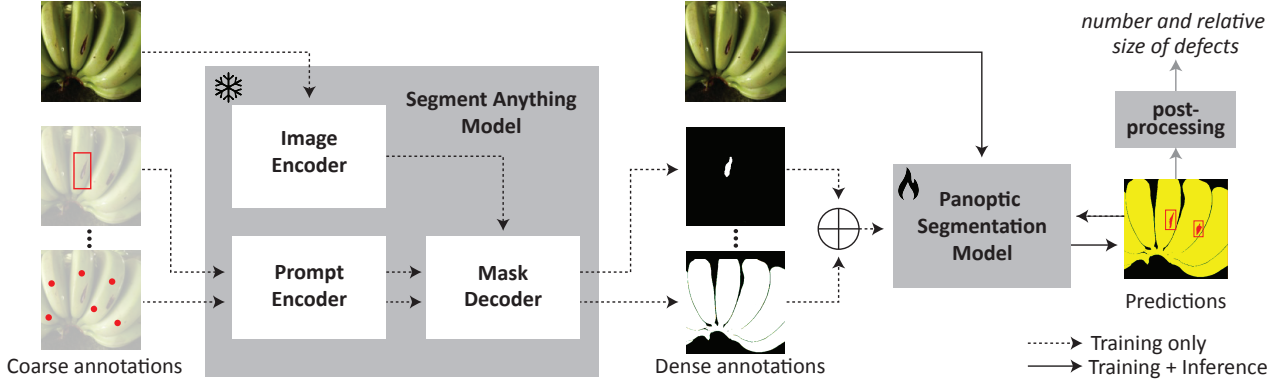 number and relative
size of defects
Segment Anything
Model
Image
Encoder
post-
processing
Panoptic
Segmentation
Model
Prompt
Encoder
Mask
Decoder
Predictions
Coarse annotations
Dense annotations
Training only
Training + Inference